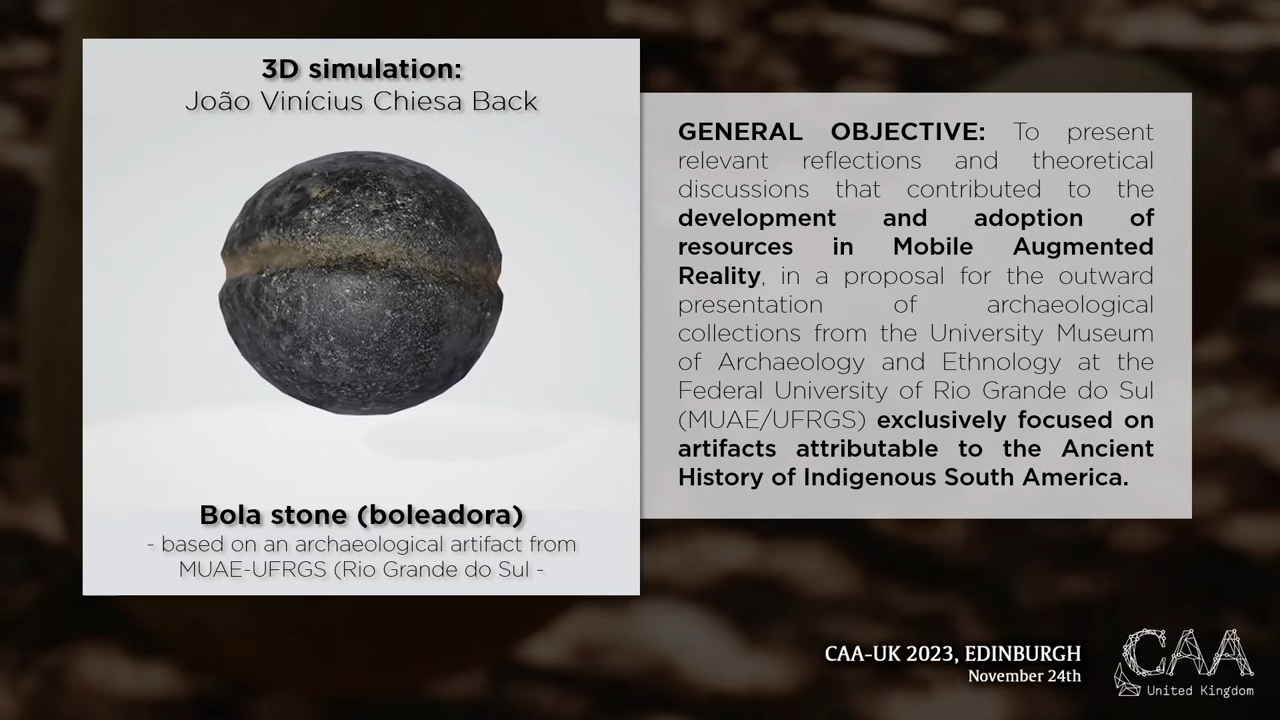 3D simulation:
João Vinícius Chiesa Back
Bola stone (boleadora)
- based on an archaeological artifact from
MUAE-UFRGS (Rio Grande do Sul -
GENERAL OBJECTIVE: To present
relevant reflections and theoretical
discussions that contributed to the
development and adoption of
resources in Mobile Augmented
Reality, in a proposal for the outward
presentation of archaeological
collections from the University Museum
of Archaeology and Ethnology at the
Federal University of Rio Grande do Sul
(MUAE/UFRGS) exclusively focused on
artifacts attributable to the Ancient
History of Indigenous South America.
CAA-UK 2023, EDINBURGH
November 24th
CAA
United Kingdom